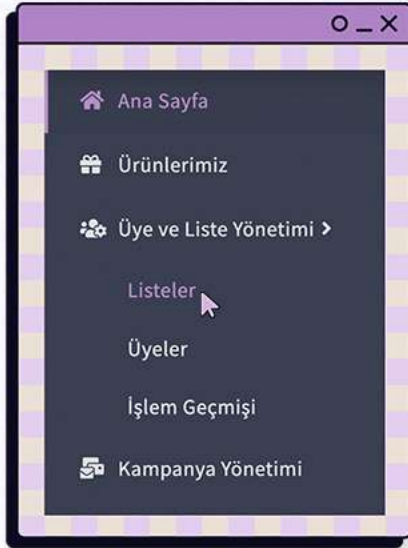 Ana Sayfa
Ürünlerimiz
Üye ve Liste Yönetimi >
Listeler
Üyeler
İşlem Geçmişi
Kampanya Yönetimi